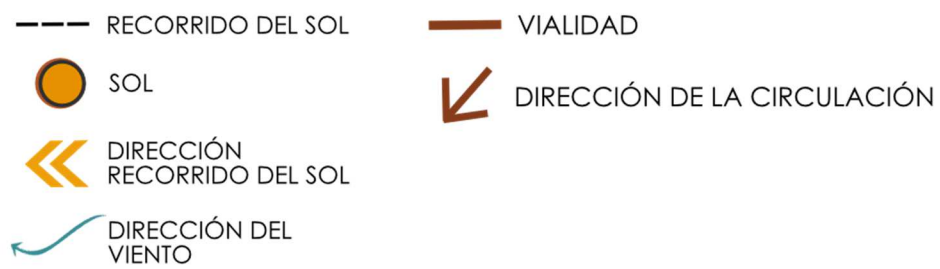 RECORRIDO DEL SOL
SOL
DIRECCIÓN
RECORRIDO DEL SOL
DIRECCIÓN DEL
VIENTO
VIALIDAD
DIRECCIÓN DE LA CIRCULACIÓN